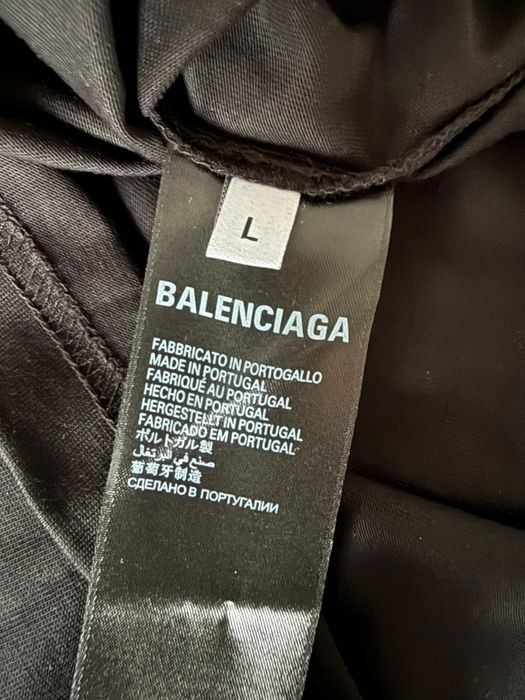 L
BALENCIAGA
FABBRICATO IN PORTOGALLO
MADE IN PORTUGAL
FABRIQUÉ AU PORTUGAL
HECHO EN PORTUGAL
HERGESTELLT IN PORTUGAL
FABRICADO EM PORTUGAL
ポルトガル製
صنع في البرتغال
葡萄牙制造
СДЕЛАНО В ПОРТУГАЛИИ